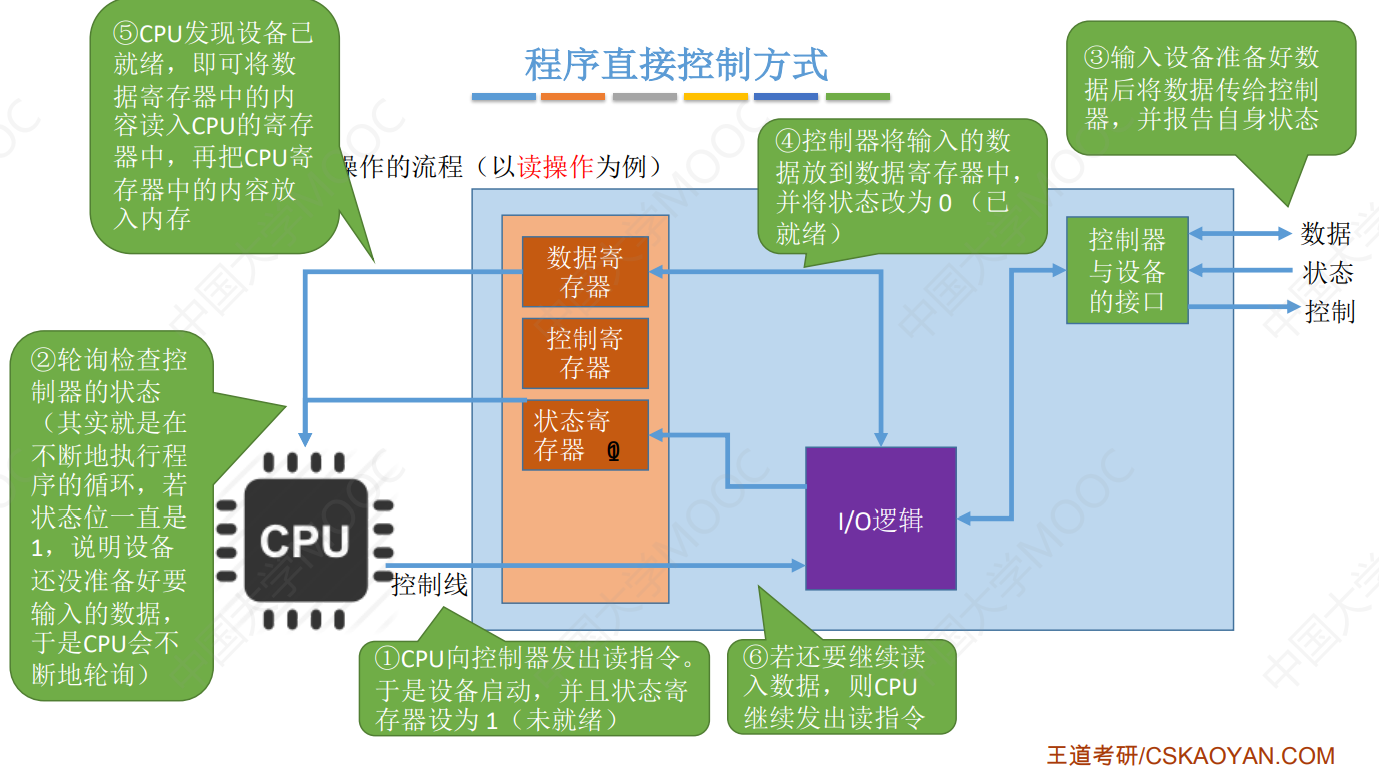 程序直接控制方式
⑤CPU发现设备已
就绪，即可将数
据寄存器中的内
容读入CPU的寄存
器中，再把CPU寄
存器中的内容放
入内存
操作的流程（以读操作为例）
④控制器将输入的数
据放到数据寄存器中，
并将状态改为 0 （已
就绪）
③输入设备准备好数
据后将数据传给控制
器，并报告自身状态
数据寄
存器
控制寄
存器
状态寄
存器
控制器
与设备
的接口
数据
状态
控制
I/O逻辑
②轮询检查控
制器的状态
（其实就是在
不断地执行程
序的循环，若
状态位一直是
1，说明设备
还没准备好要
输入的数据，
于是CPU会不
断地轮询）
CPU
控制线
①CPU向控制器发出读指令。
于是设备启动，并且状态寄
存器设为 1（未就绪）
⑥若还要继续读
入数据，则CPU
继续发出读指令
王道考研/CSKAOYAN.COM
中国大学MOOC